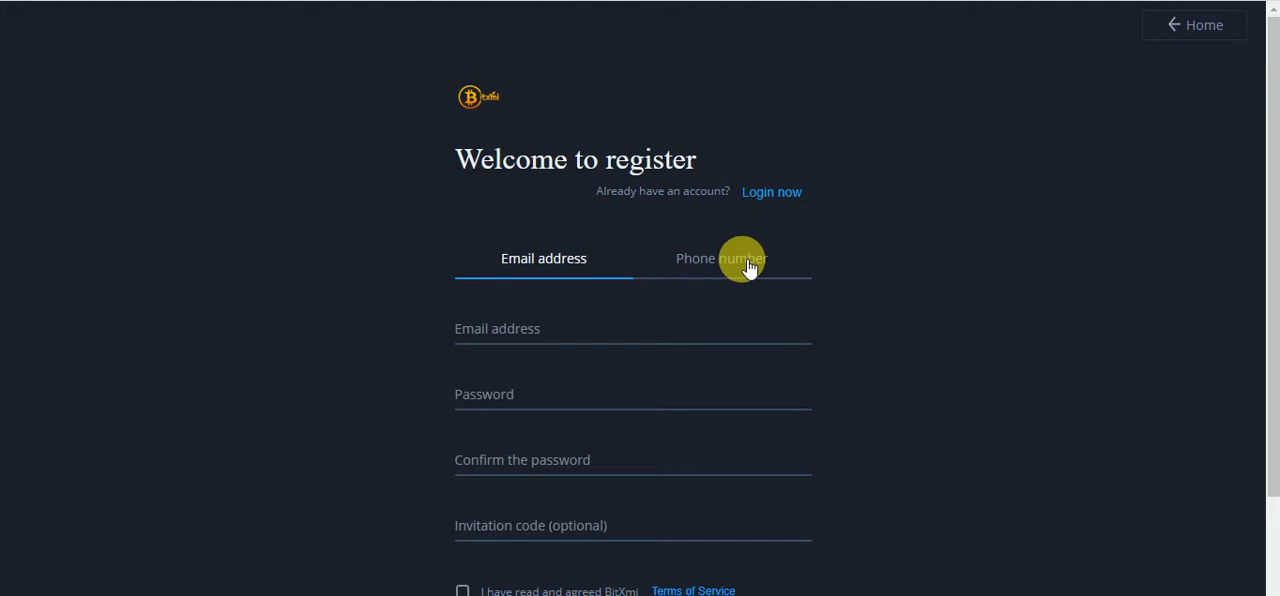 Home
Bitxmi
Welcome to register
Already have an account? Login now
Email address Phone number
Email address
Password
Confirm the password
Invitation code (optional)
I have read and agreed BitXmi Terms of Service